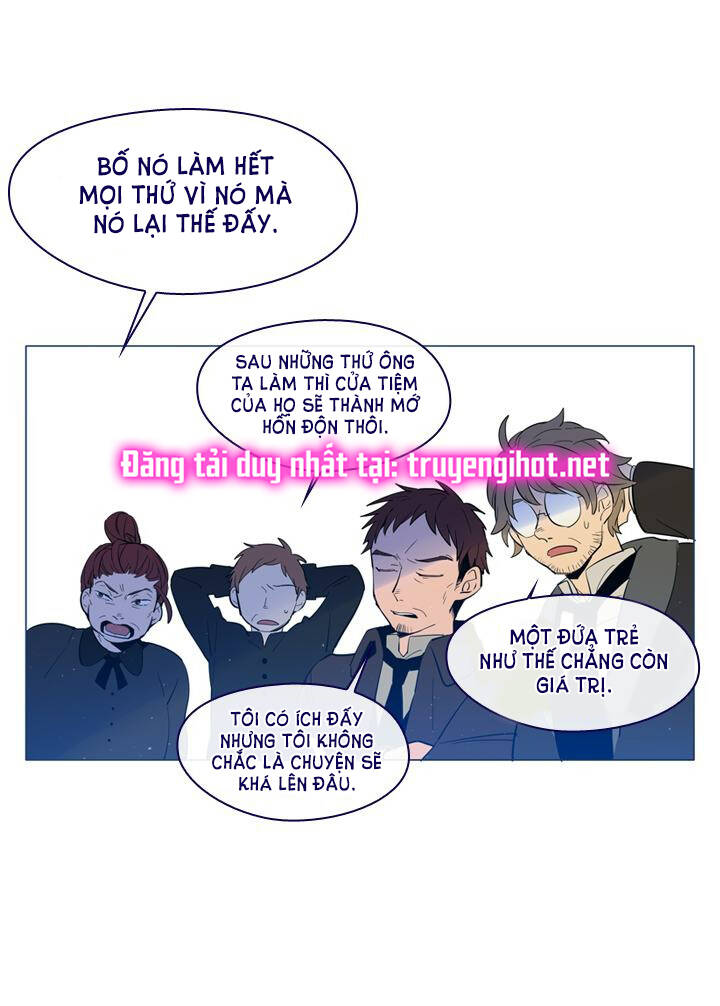 BỐ NÓ LÀM HẾT
MỌI THỨ VÌ NÓ MÀ
NÓ LẠI THẾ ĐẤY.
SAU NHỮNG THỨ ÔNG
TA LÀM THÌ CỬA TIỆM
CỦA HỌ SẼ THÀNH MỚ
HỖN ĐỘN THÔI.
Đăng tải duy nhất tại: truyengihot.net
MỘT ĐỨA TRẺ
NHƯ THẾ CHẲNG CÒN
GIÁ TRỊ.
TÔI CÓ ÍCH ĐẤY
NHƯNG TÔI KHÔNG
CHẮC LÀ CHUYỆN SẼ
KHÁ LÊN ĐÂU.